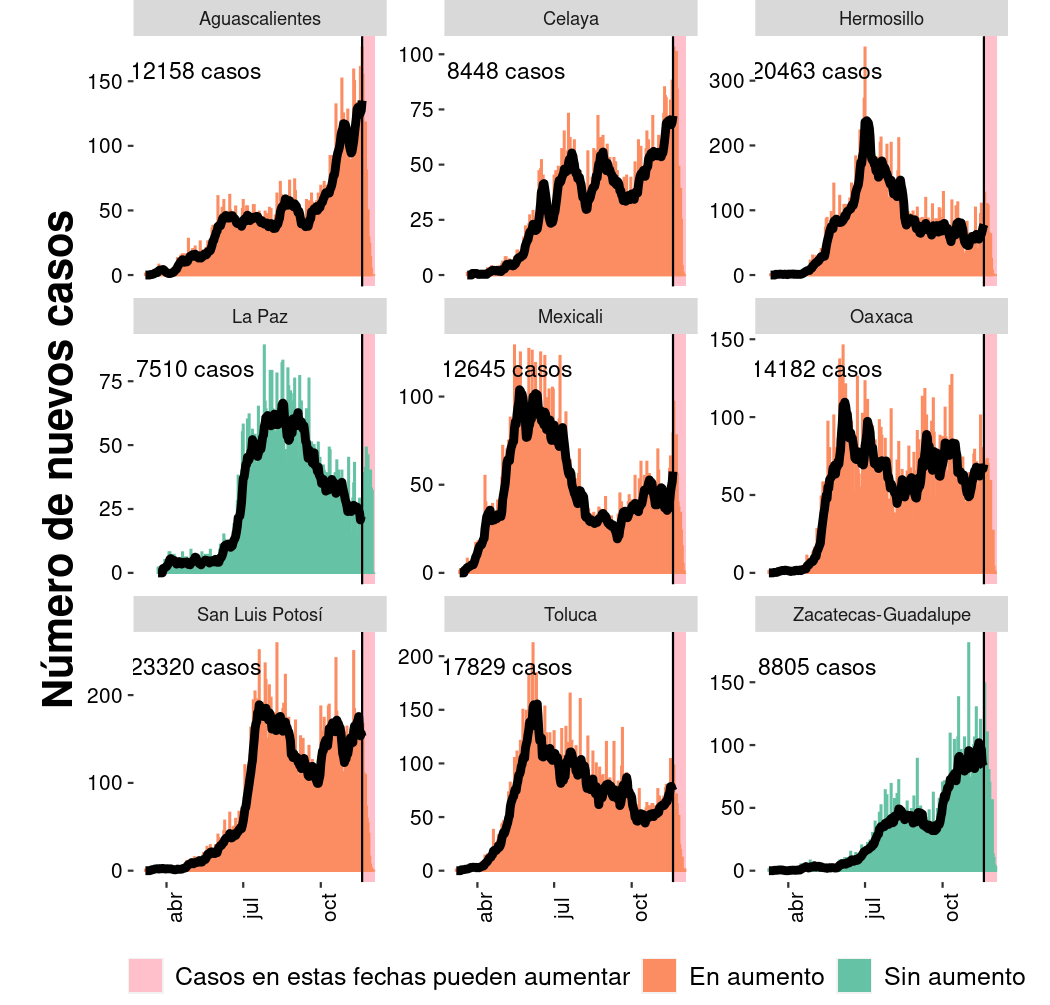 Número de nuevos casos
Aguascalientes
12158 casos
150
100
50
0
Celaya
8448 casos
100
75
50
25
0
Hermosillo
20463 casos
300
200
100
0
La Paz
7510 casos
75
50
25
0
Mexicali
12645 casos
100
50
0
Oaxaca
14182 casos
150
100
50
0
San Luis Potosí
23320 casos
200
100
0
abr jul oct
Toluca
17829 casos
200
150
100
50
0
abr jul oct
Zacatecas-Guadalupe
8805 casos
150
100
50
0
abr jul oct
Casos en estas fechas pueden aumentar En aumento Sin aumento